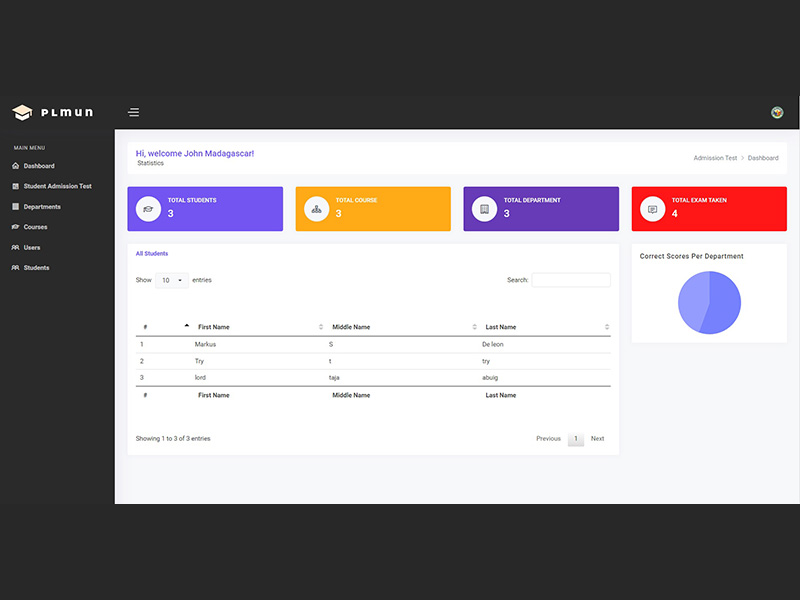 PLMUN
MAIN MENU
Dashboard
Student Admission Test
Departments
Courses
Users
Students
Hi, welcome John Madagascar!
Statistics
Admission Test > Dashboard
TOTAL STUDENTS
3
TOTAL COURSE
3
TOTAL DEPARTMENT
3
TOTAL EXAM TAKEN
4
All Students
Show 10 entries
Search:
# First Name Middle Name Last Name
1 Markus S De leon
2 Try t try
3 lord taja abuig
# First Name Middle Name Last Name
Showing 1 to 3 of 3 entries
Previous 1 Next
Correct Scores Per Department